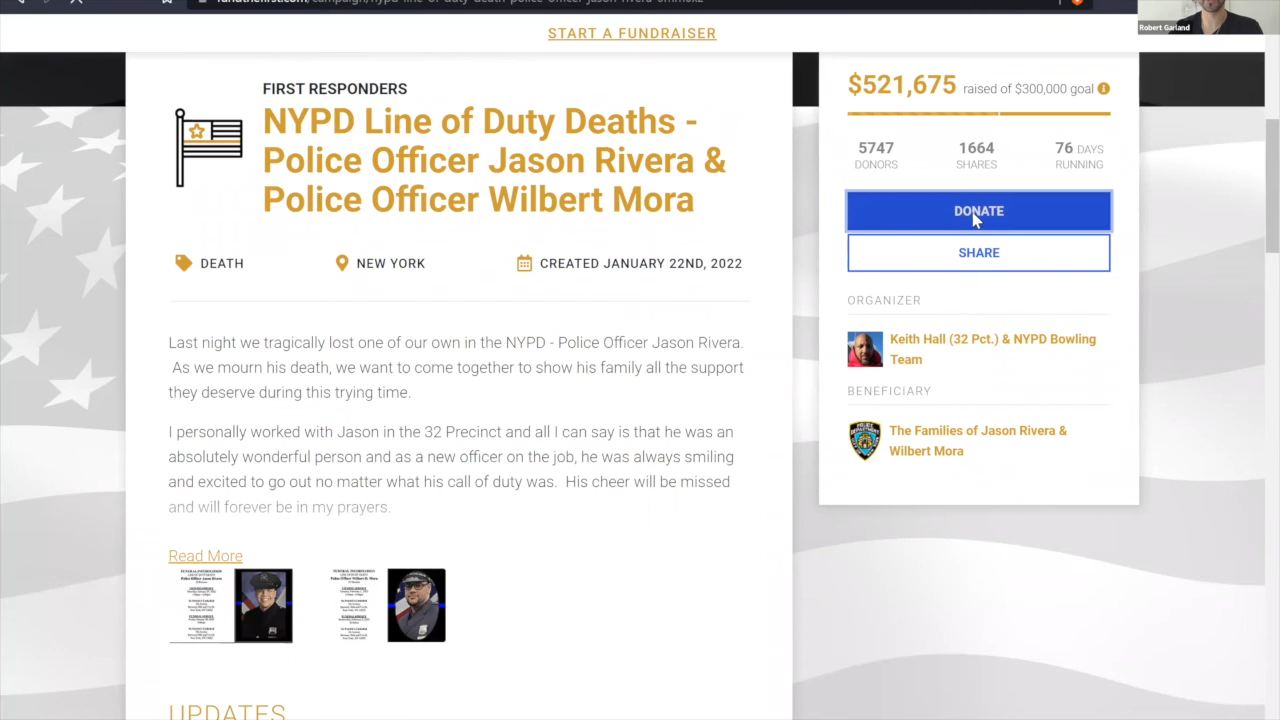 START A FUNDRAISER
Robert Garland
FIRST RESPONDERS
NYPD Line of Duty Deaths -
Police Officer Jason Rivera &
Police Officer Wilbert Mora
DEATH
NEW YORK
CREATED JANUARY 22ND, 2022
Last night we tragically lost one of our own in the NYPD - Police Officer Jason Rivera.
As we mourn his death, we want to come together to show his family all the support
they deserve during this trying time.
I personally worked with Jason in the 32 Precinct and all I can say is that he was an
absolutely wonderful person and as a new officer on the job, he was always smiling
and excited to go out no matter what his call of duty was. His cheer will be missed
and will forever be in my prayers.
Read More
UPDATES
$521,675 raised of $300,000 goal
5747 1664 76 DAYS
DONORS SHARES RUNNING
DONATE
SHARE
ORGANIZER
Keith Hall (32 Pct.) & NYPD Bowling
Team
BENEFICIARY
The Families of Jason Rivera &
Wilbert Mora